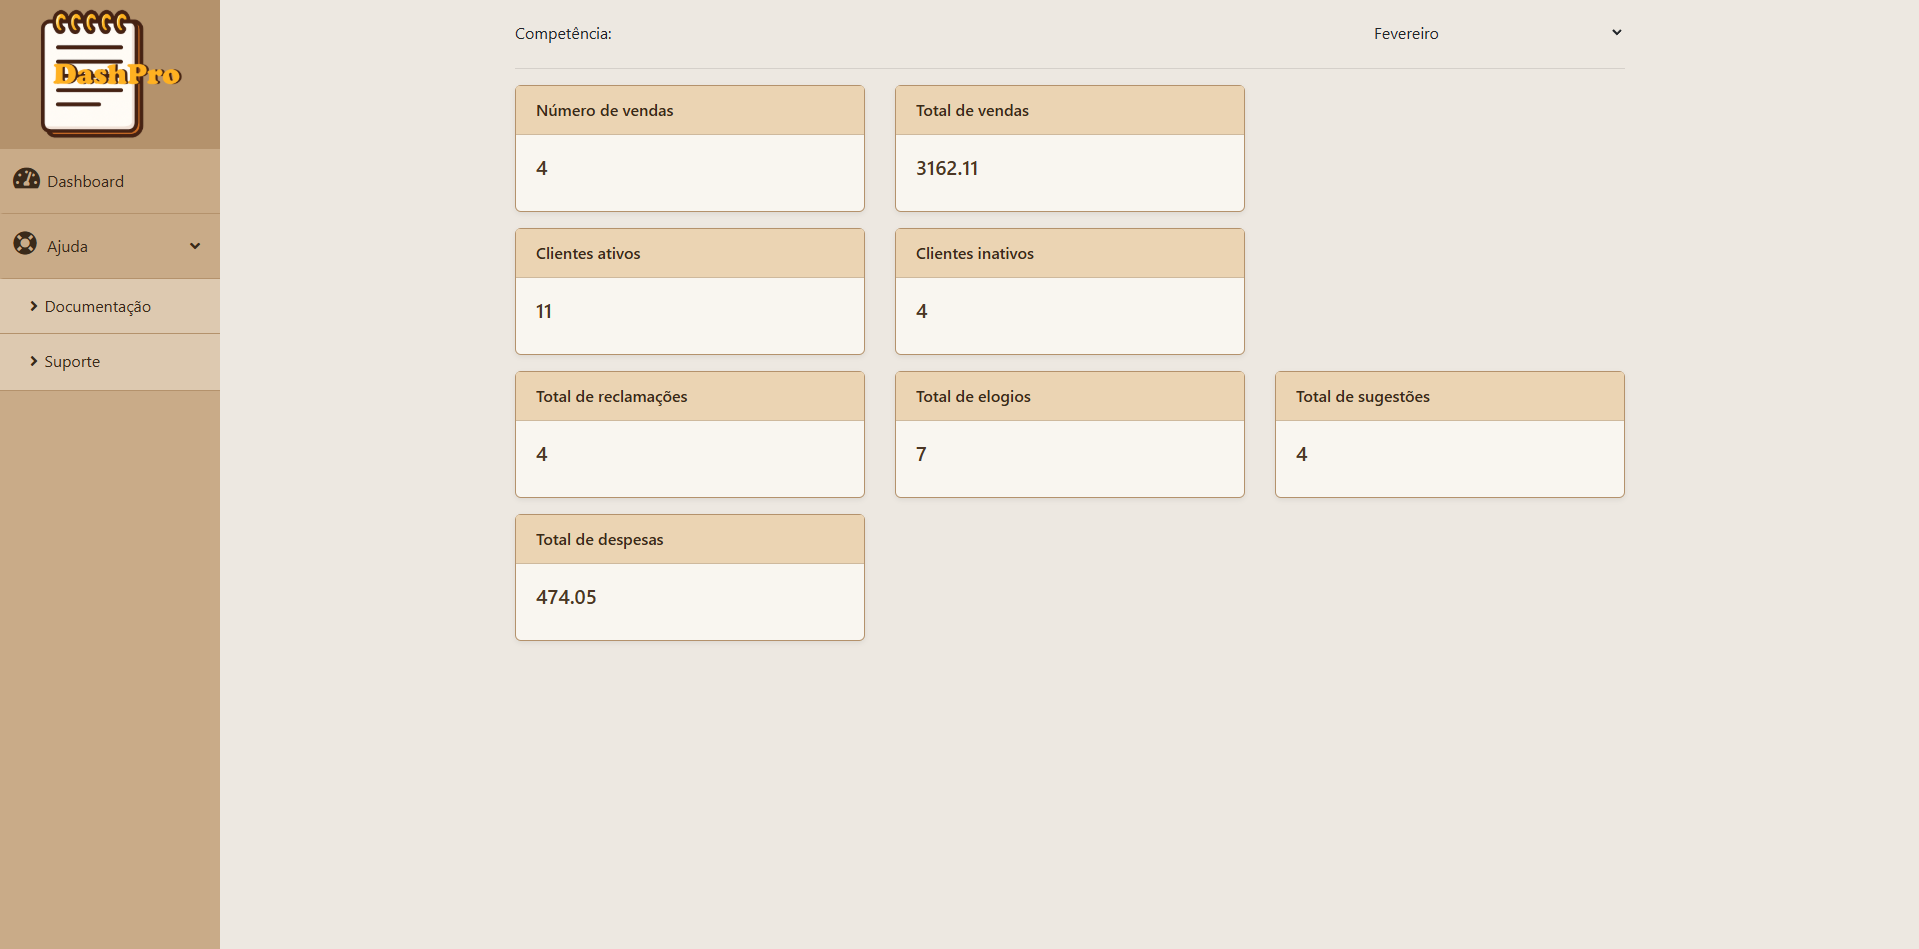 DashPro
Dashboard
Ajuda
Documentação
Suporte
Competência: Fevereiro
Número de vendas Total de vendas
4 3162.11
Clientes ativos Clientes inativos
11 4
Total de reclamações Total de elogios Total de sugestões
4 7 4
Total de despesas
474.05